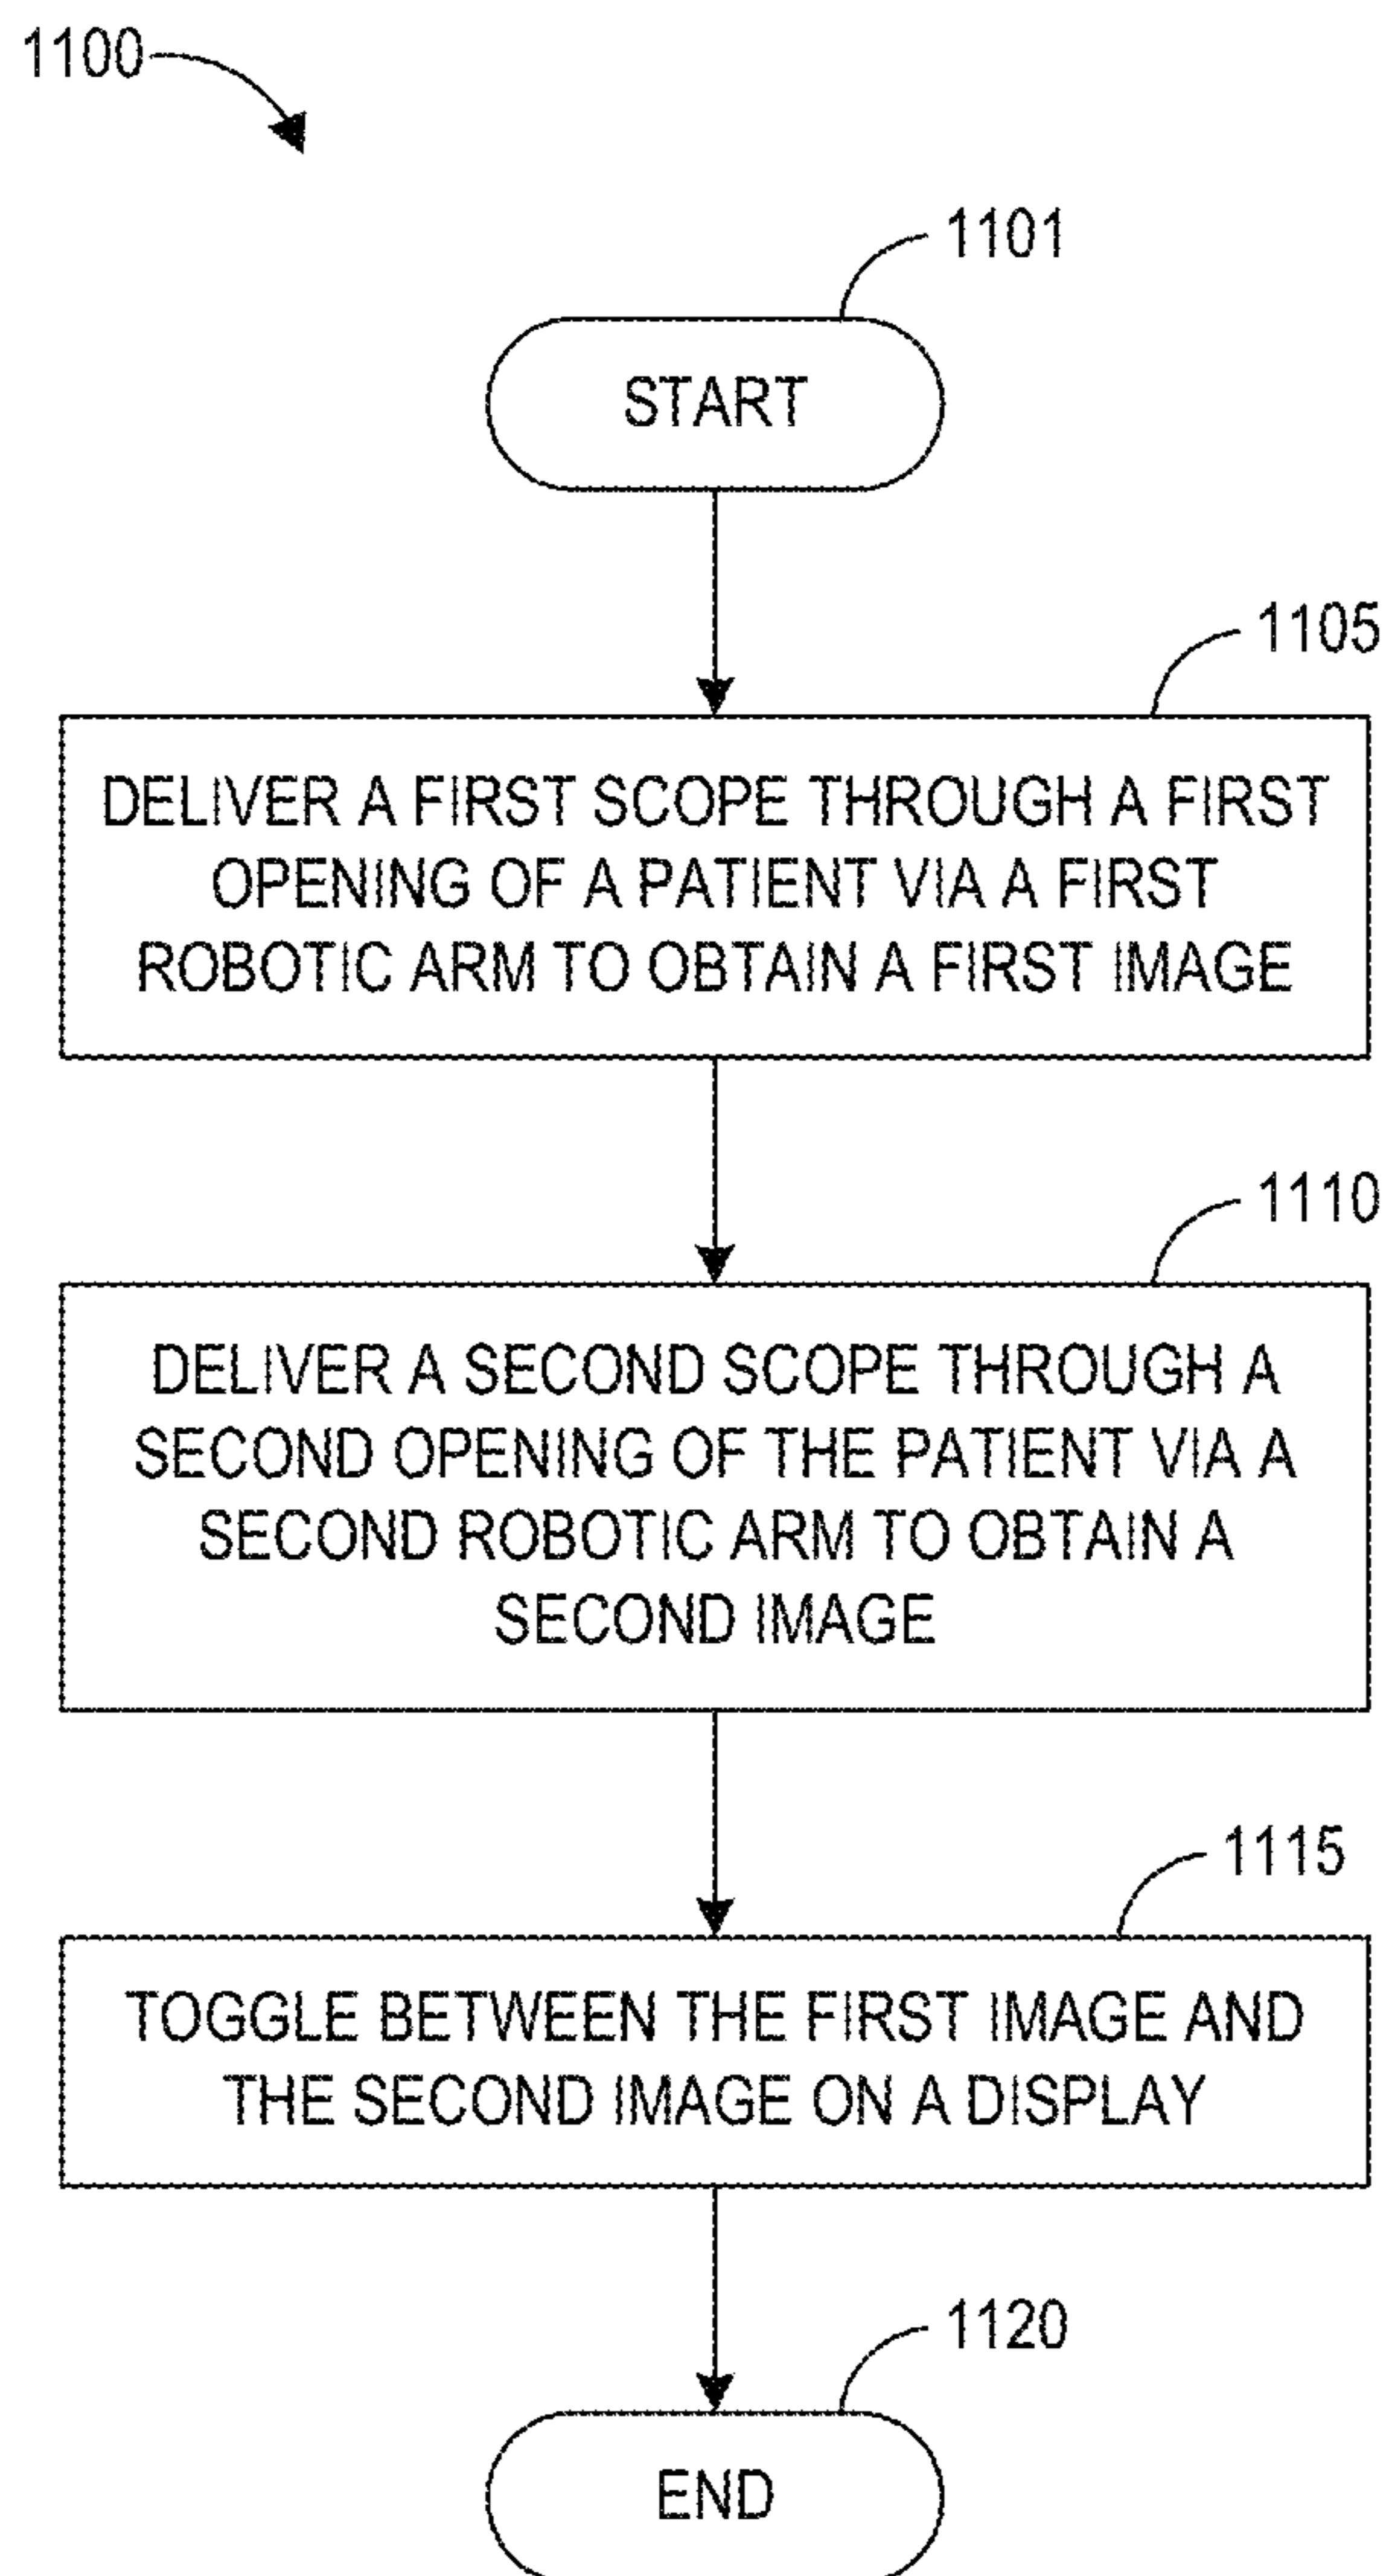 1100
1101
START
1105
DELIVER A FIRST SCOPE THROUGH A FIRST
OPENING OF A PATIENT VIA A FIRST
ROBOTIC ARM TO OBTAIN A FIRST IMAGE
1110
DELIVER A SECOND SCOPE THROUGH A
SECOND OPENING OF THE PATIENT VIA A
SECOND ROBOTIC ARM TO OBTAIN A
SECOND IMAGE
1115
TOGGLE BETWEEN THE FIRST IMAGE AND
THE SECOND IMAGE ON A DISPLAY
1120
END